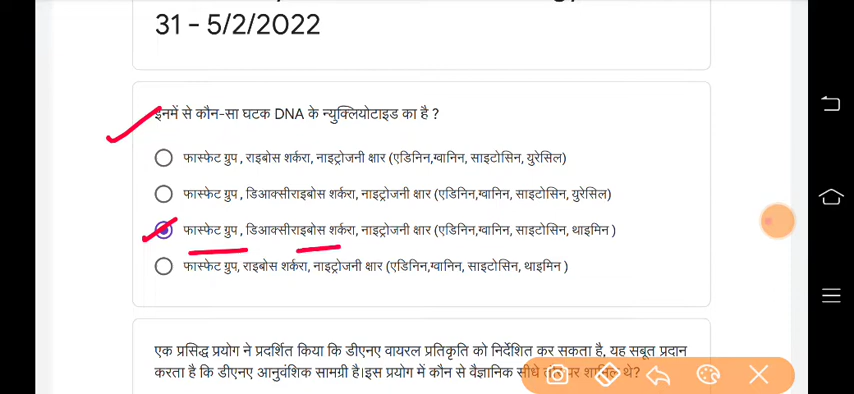 31 - 5/2/2022
इनमें से कौन-सा घटक DNA के न्युक्लियोटाइड का है ?
फास्फेट ग्रुप , राइबोस शर्करा, नाइट्रोजनी क्षार (एडिनिन,ग्वानिन, साइटोसिन, युरेसिल)
फास्फेट ग्रुप , डिआक्सीराइबोस शर्करा, नाइट्रोजनी क्षार (एडिनिन,ग्वानिन, साइटोसिन, युरेसिल)
फास्फेट ग्रुप , डिआक्सीराइबोस शर्करा, नाइट्रोजनी क्षार (एडिनिन,ग्वानिन, साइटोसिन, थाइमिन )
फास्फेट ग्रुप, राइबोस शर्करा, नाइट्रोजनी क्षार (एडिनिन,ग्वानिन, साइटोसिन, थाइमिन )
एक प्रसिद्ध प्रयोग ने प्रदर्शित किया कि डीएनए वायरल प्रतिकृति को निर्देशित कर सकता है, यह सबूत प्रदान
करता है कि डीएनए आनुवंशिक सामग्री है।इस प्रयोग में कौन से वैज्ञानिक सीधे तौर पर शामिल थे?